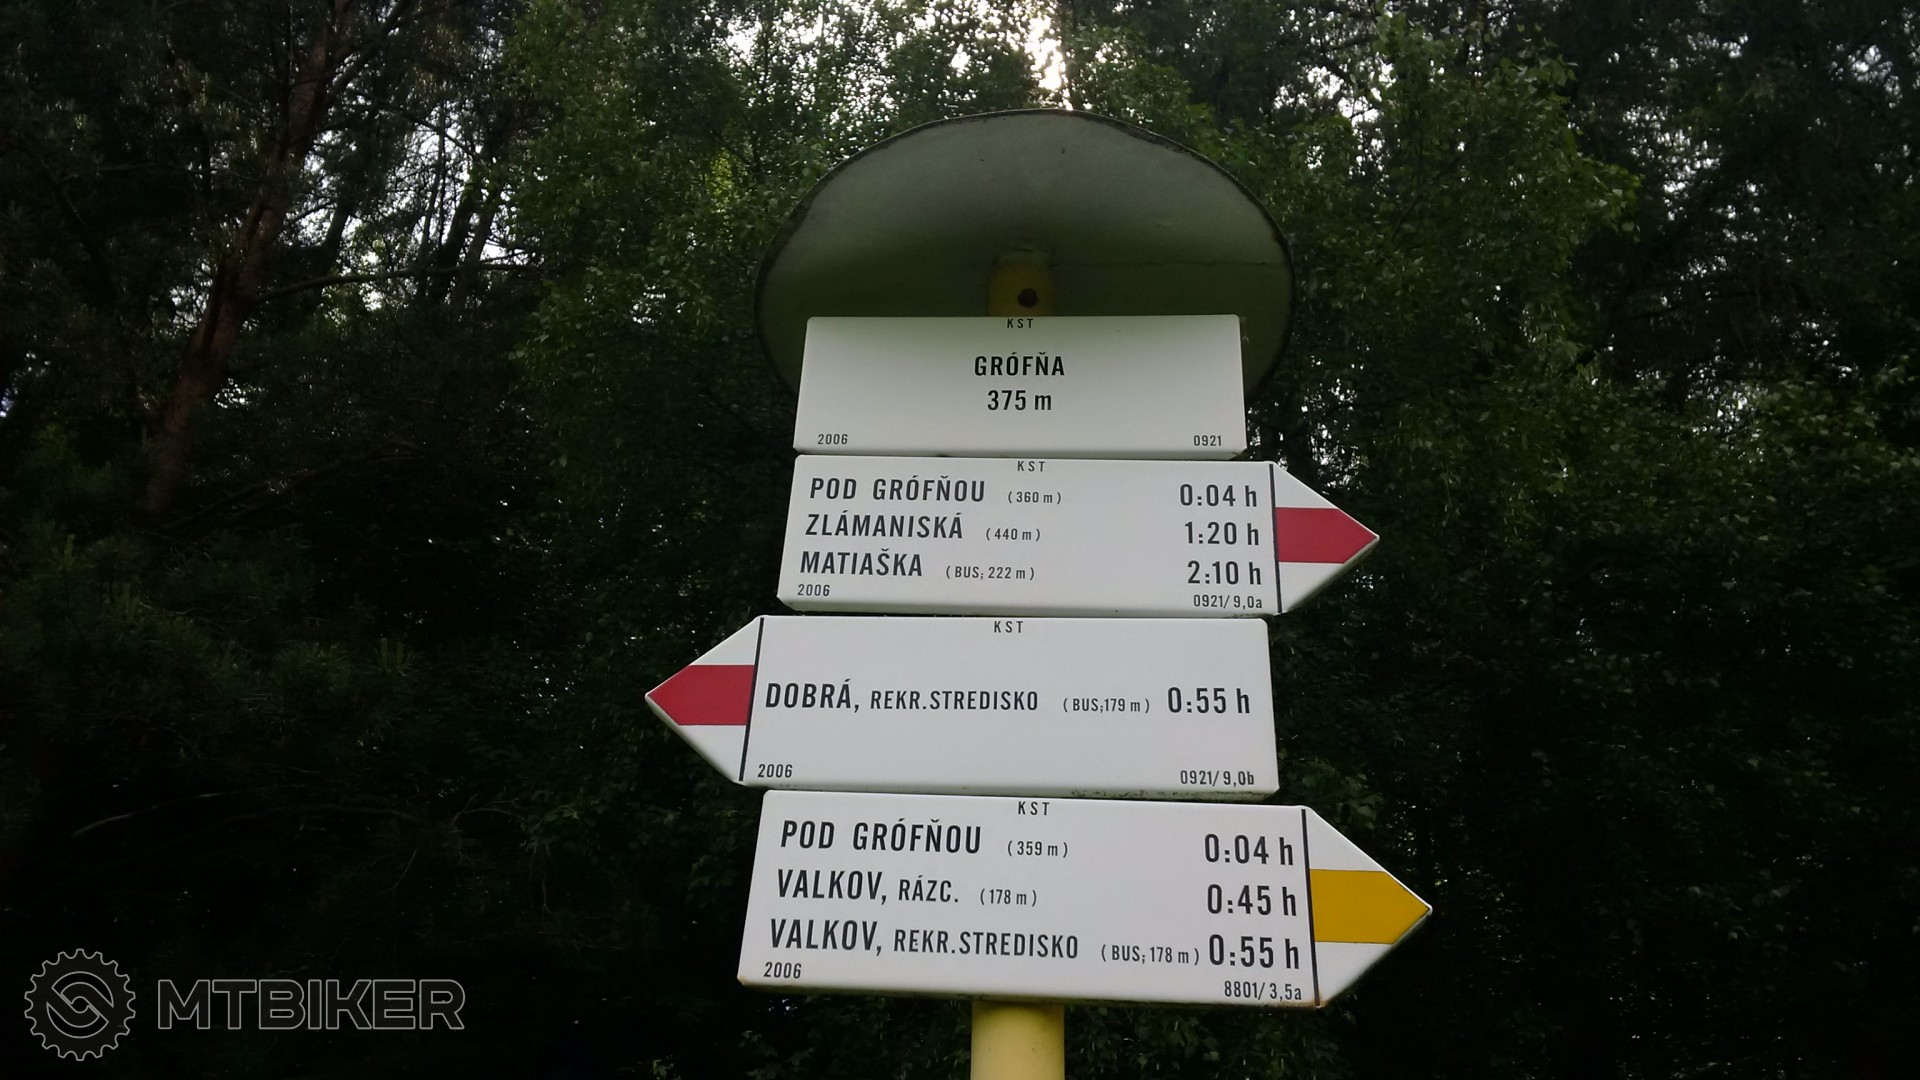 KST
GRÓFŇA
375 m
2006 0921
KST
POD GRÓFŇOU (360 m) 0:04 h
ZLÁMANISKÁ (440 m) 1:20 h
MATIAŠKA (BUS; 222 m) 2:10 h
2006 0921/9,0a
KST
DOBRÁ, REKR.STREDISKO (BUS;179 m) 0:55 h
2006 0921/9,0b
KST
POD GRÓFŇOU (359 m) 0:04 h
VALKOV, RÁZC. (178 m) 0:45 h
VALKOV, REKR.STREDISKO (BUS; 178 m) 0:55 h
2006 8801/3,5a
MTBIKER